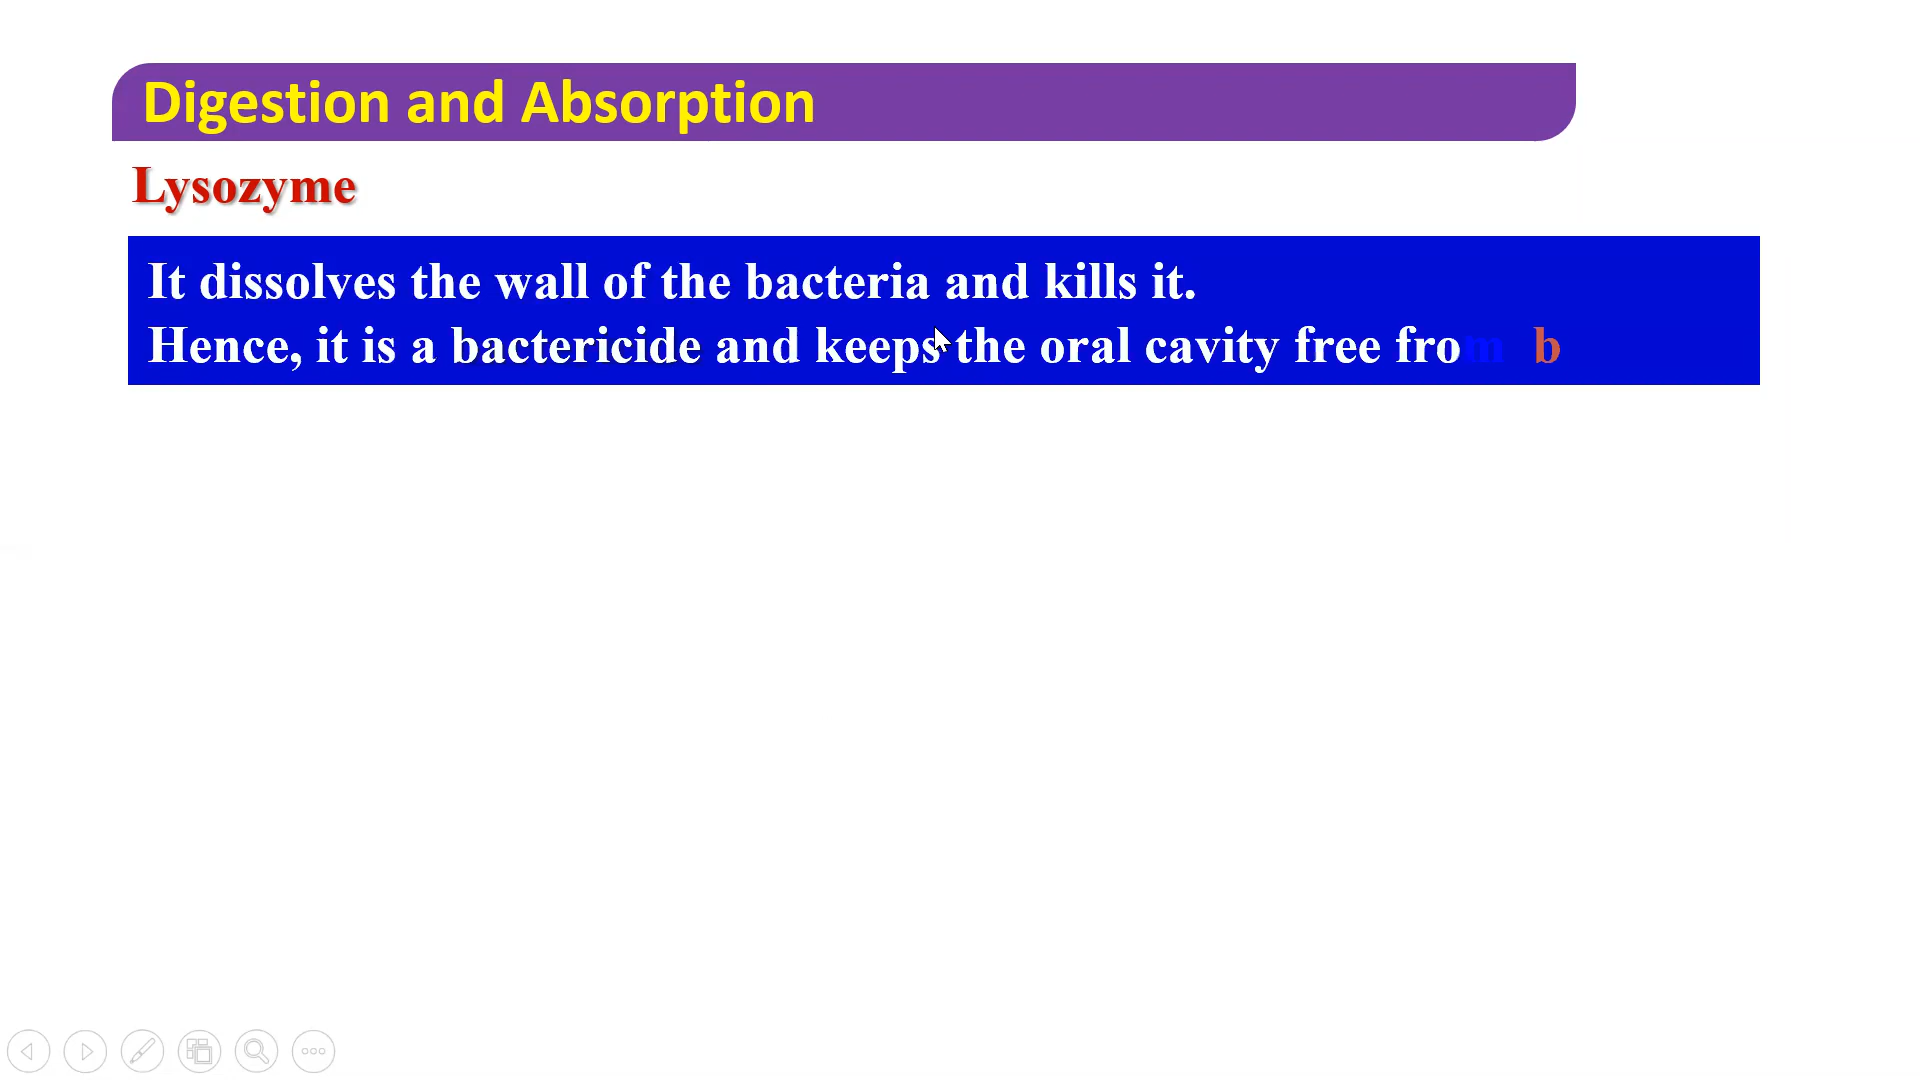 Digestion and Absorption
Lysozyme
It dissolves the wall of the bacteria and kills it.
Hence, it is a bactericide and keeps the oral cavity free from b